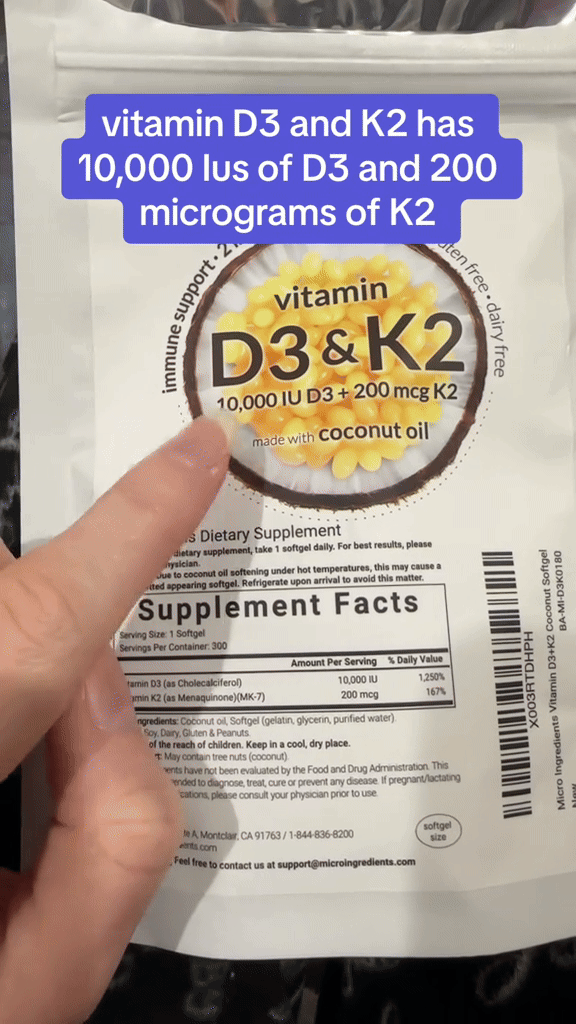 vitamin D3 and K2 has
10,000 Ius of D3 and 200
micrograms of K2
immune support • 2
free • dairy free
vitamin
D3 & K2
10,000 IU D3 + 200 mcg K2
made with coconut oil
Dietary Supplement
dietary supplement, take 1 softgel daily. For best results, please
to coconut oil softening under hot temperatures, this may cause a
appearing softgel. Refrigerate upon arrival to avoid this matter.
Supplement Facts
Serving Size: 1 Softgel
Servings Per Container: 300
Amount Per Serving % Daily Value
D3 (as Cholecalciferol) 10,000 IU 1,250%
K2 (as Menaquinone)(MK-7) 200 mcg 167%
Coconut oil, Softgel (gelatin, glycerin, purified water)
Soy, Dairy, Gluten & Peanuts.
of the reach of children. Keep in a cool, dry place.
May contain tree nuts (coconut).
have not been evaluated by the Food and Drug Administration. This
to diagnose, treat, cure or prevent any disease. If pregnant/lactating
please consult your physician prior to use.
A, Montclair, CA 91763 / 1-844-836-8200
.com
Feel free to contact us at support@microingredients.com
softgel
size
X003RTDHPH
Micro Ingredients Vitamin D3+K2 Coconut Softgel
BA-MI-D3K0180
New